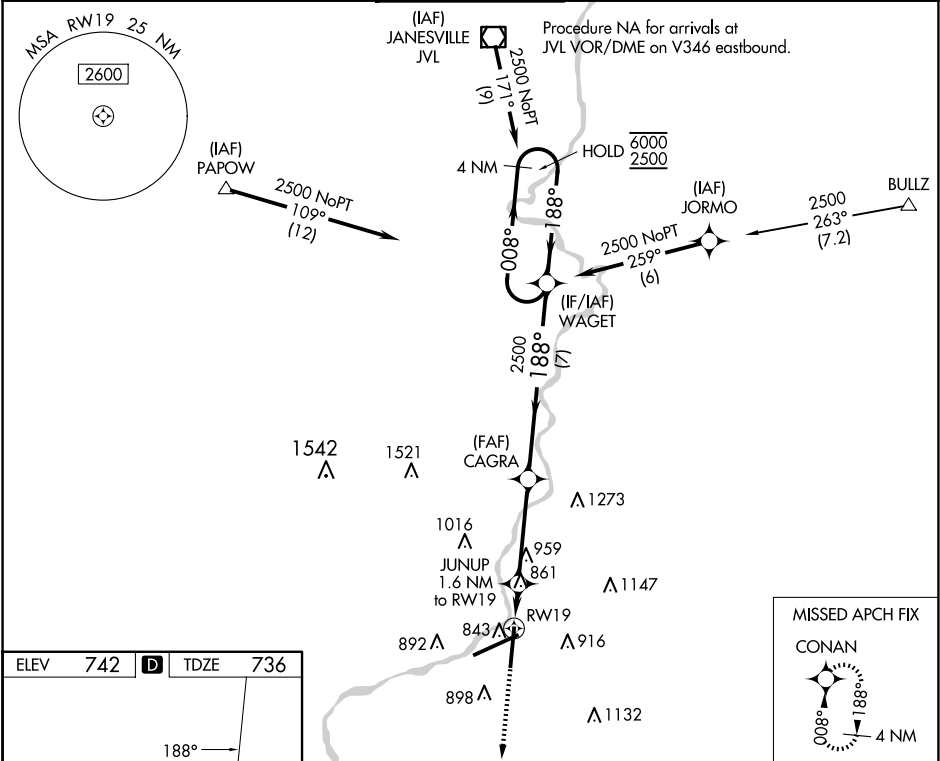 MSA RW19 25 NM
2600
(IAF)
JANESVILLE
JVL
Procedure NA for arrivals at
JVL VOR/DME on V346 eastbound.
2500 NoPT
171°
(9)
(IAF)
PAPOW
2500 NoPT
109°
(12)
4 NM
HOLD
6000
2500
188°
008°
(IAF)
JORMO
2500 NoPT
259°
(6)
BULLZ
2500
263°
(7.2)
(IF/IAF)
WAGET
2500
188°
(7)
1542
1521
(FAF)
CAGRA
1273
1016
959
JUNUP
1.6 NM
to RW19
861
1147
RW19
892
843
916
898
1132
MISSED APCH FIX
CONAN
008°
188°
4 NM
ELEV 742 D TDZE 736
188°